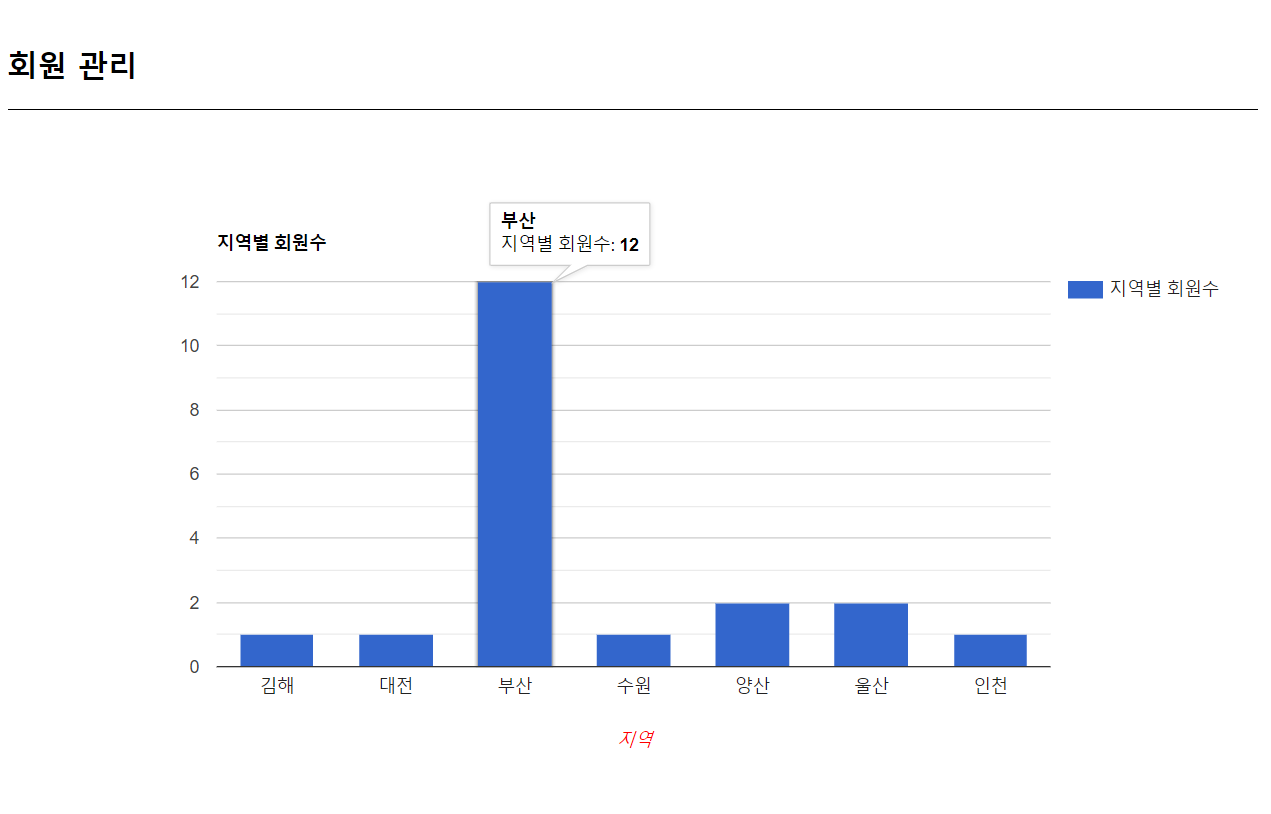 회원 관리
부산
지역별 회원수: 12
지역별 회원수
지역별 회원수
12
10
8
6
4
2
0
김해 대전 부산 수원 양산 울산 인천
지역